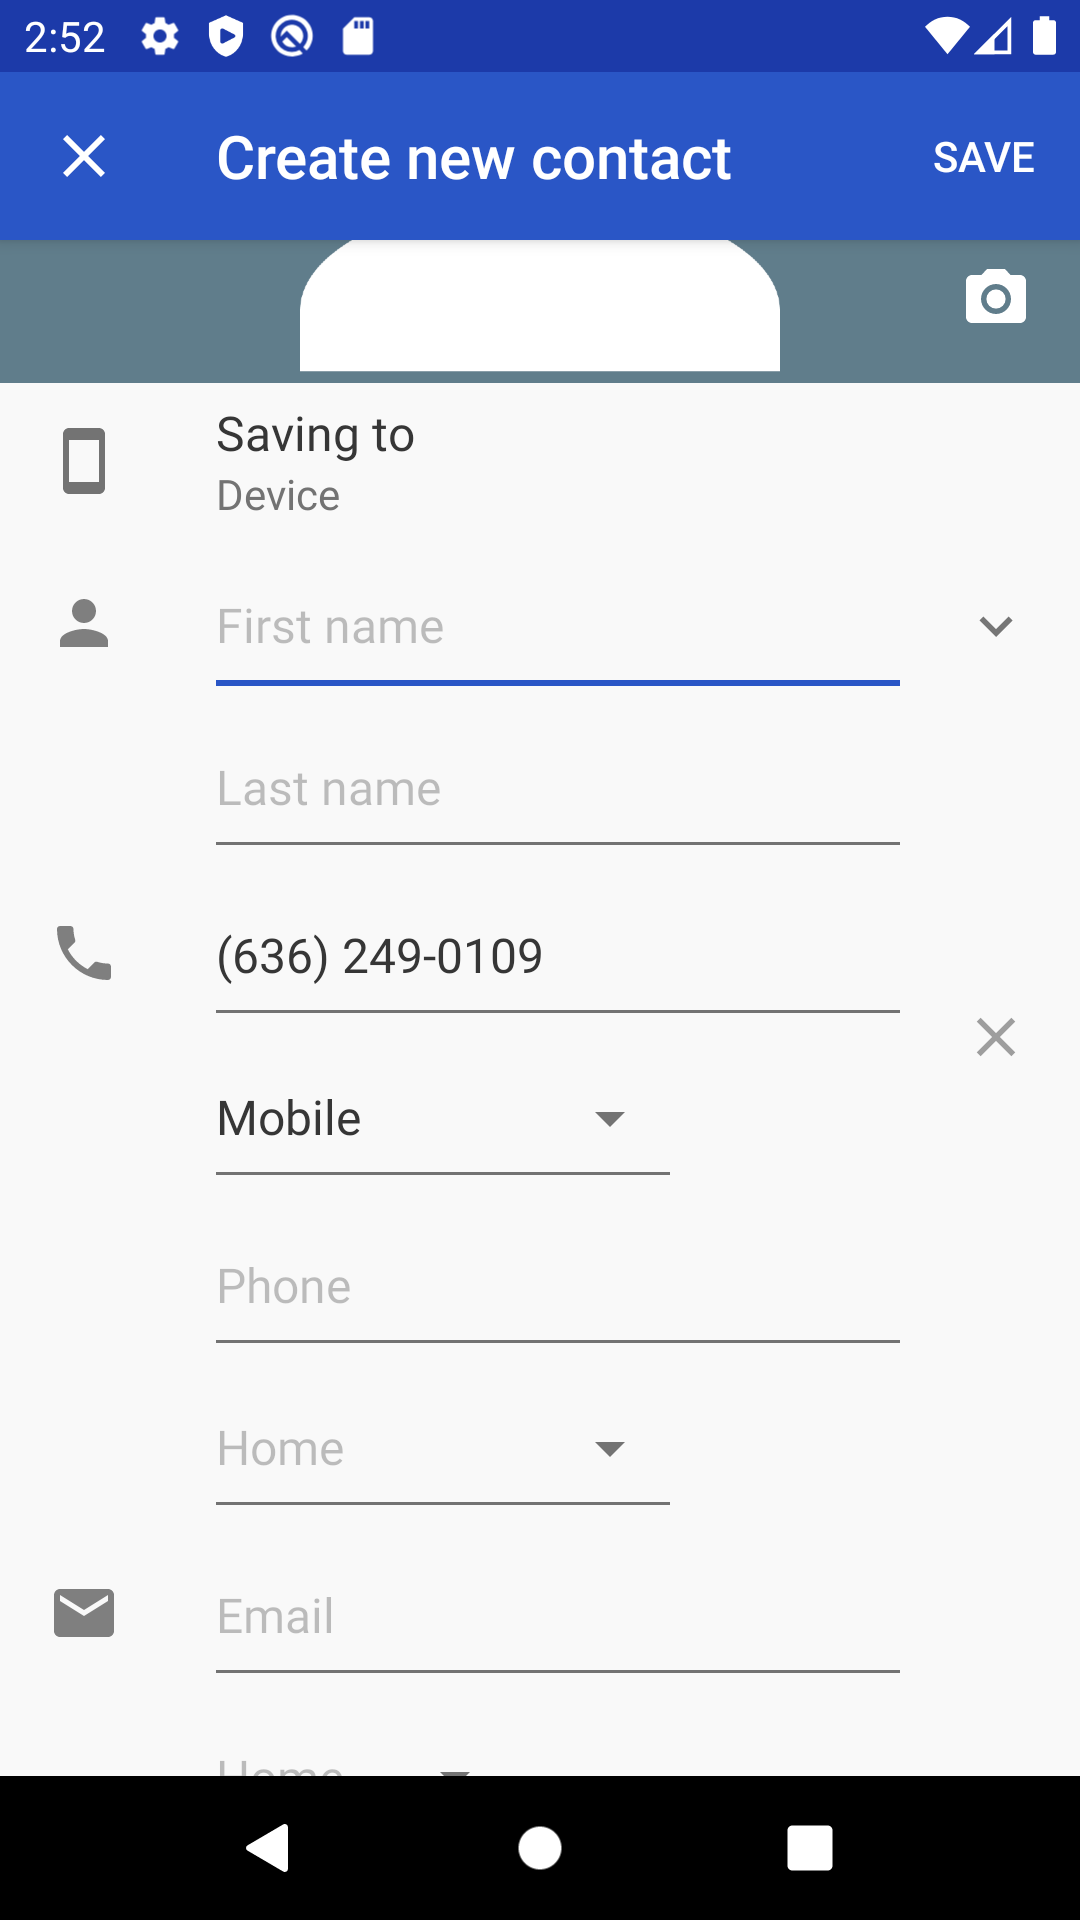 2:52
Create new contact
SAVE
Saving to
Device
First name
Last name
(636) 249-0109
Mobile
Phone
Home
Email
Home